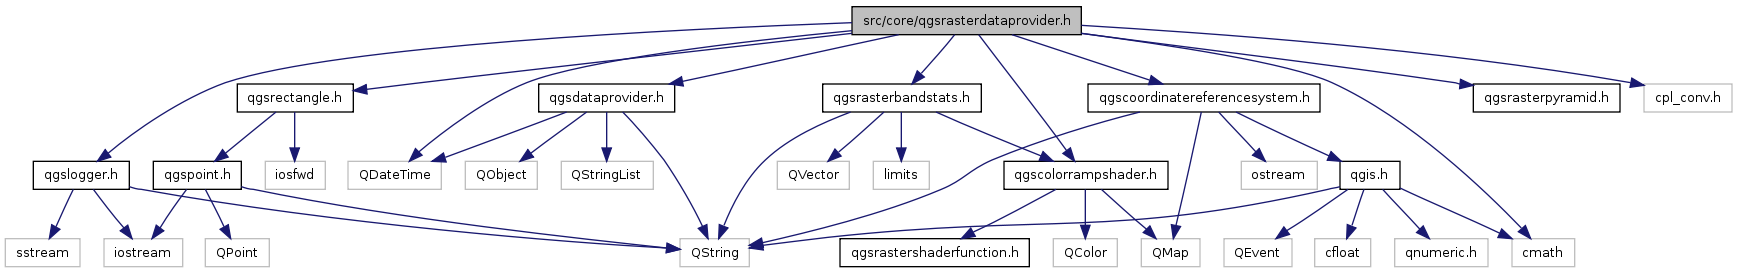 src/core/qgsrasterdataprovider.h
qgsrectangle.h
qgsdataprovider.h
qgsrasterbandstats.h
qgscoordinatereferencesystem.h
qgsrasterpyramid.h
cpl_conv.h
qgslogger.h
qgspoint.h
iosfwd
QDateTime
QObject
QStringList
QVector
limits
qgscolorrampshader.h
ostream
qgis.h
sstream
iostream
QPoint
QString
qgsrastershaderfunction.h
QColor
QMap
QEvent
cfloat
qnumeric.h
cmath